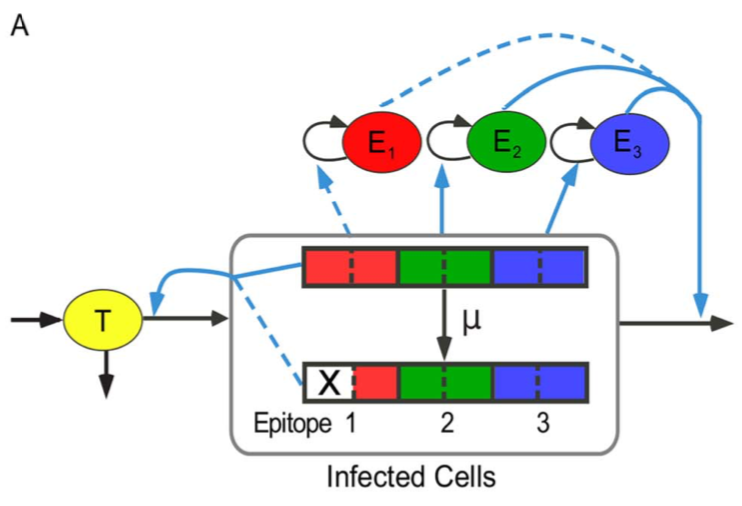 A
E₁ E₂ E₃
T
μ
X
Epitope 1 2 3
Infected Cells